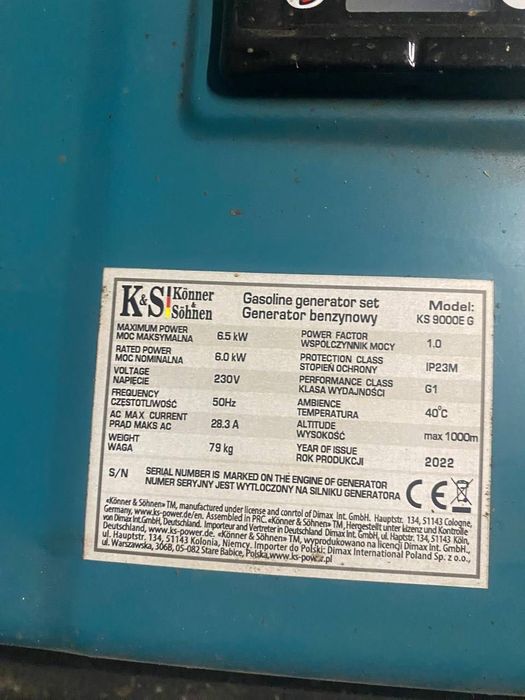 K&S Könner & Söhnen
Gasoline generator set
Generator benzynowy
Model:
KS 9000E G
MAXIMUM POWER
MOC MAKSYMALNA 6.5 kW
RATED POWER
MOC NOMINALNA 6.0 kW
VOLTAGE
NAPIĘCIE 230V
FREQUENCY
CZESTOTLIWOŚĆ 50Hz
AC MAX CURRENT
PRĄD MAKS AC 28.3 A
WEIGHT
WAGA 79 kg
POWER FACTOR
WSPÓŁCZYNNIK MOCY 1.0
PROTECTION CLASS
STOPIEŃ OCHRONY IP23M
PERFORMANCE CLASS
KLASA WYDAJNOŚCI G1
AMBIENCE
TEMPERATURA 40°C
ALTITUDE
WYSOKOŚĆ max 1000m
YEAR OF ISSUE
ROK PRODUKCJI 2022
S/N SERIAL NUMBER IS MARKED ON THE ENGINE OF GENERATOR
NUMER SERYJNY JEST WYTŁOCZONY NA SILNIKU GENERATORA
CE
«Könner & Söhnen» TM, manufactured under license and conrtol of Dimax Int. GmbH. Hauptstr. 134, 51143 Cologne,
Germany, www.ks-power.de/en. Assembled in PRC. «Könner & Söhnen» TM, Hergestellt unter Lizenz und Kontrolle
von Dimax Int.GmbH, Deutschland. Importeur und Vertreter in Deutschland Dimax Int. GmbH, ul. Haptstr. 134, 51143 Köln,
Deutschland, www.ks-power.de. «Könner & Söhnen» TM, wyprodukowano na licencji Dimax Int. GmbH.,
ul. Hauptstr. 134, 51143 Kolonia, Niemcy. Importer do Polski: Dimax International Poland Sp. z o.o.,
ul. Warszawska, 306B, 05-082 Stare Babice, Polska,www.ks-power.pl